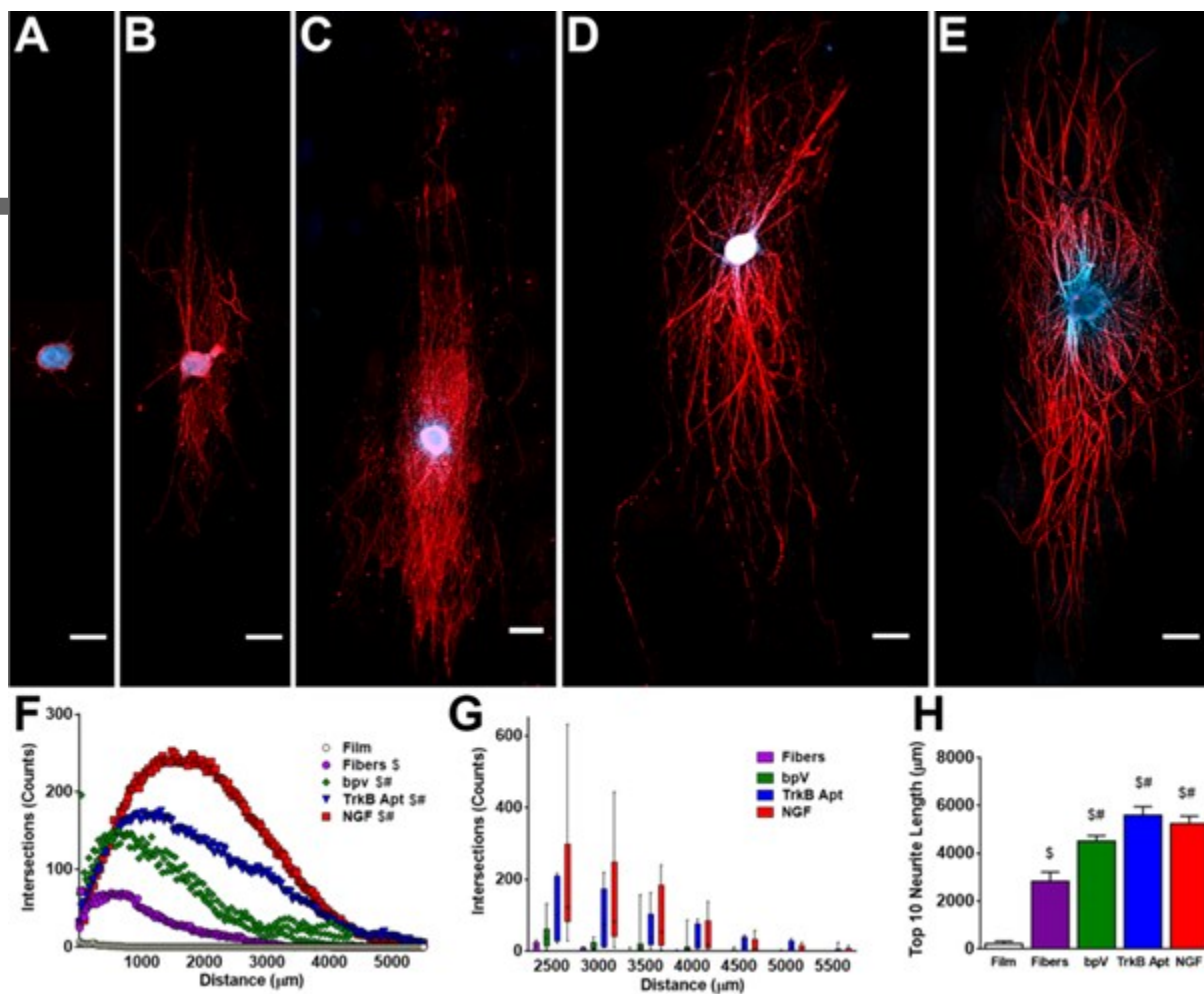 A
B
C
D
E
F
Intersections (Counts)
300
200
100
0
1000
2000
3000
4000
5000
Distance (µm)
Film
Fibers $
bpv $#
TrkB Apt $#
NGF $#
G
Intersections (Counts)
600
400
200
0
2500
3000
3500
4000
4500
5000
5500
Distance (µm)
Fibers
bpV
TrkB Apt
NGF
H
Top 10 Neurite Length (µm)
8000
6000
4000
2000
0
$
$#
$#
$#
Film
Fibers
bpV
TrkB Apt
NGF